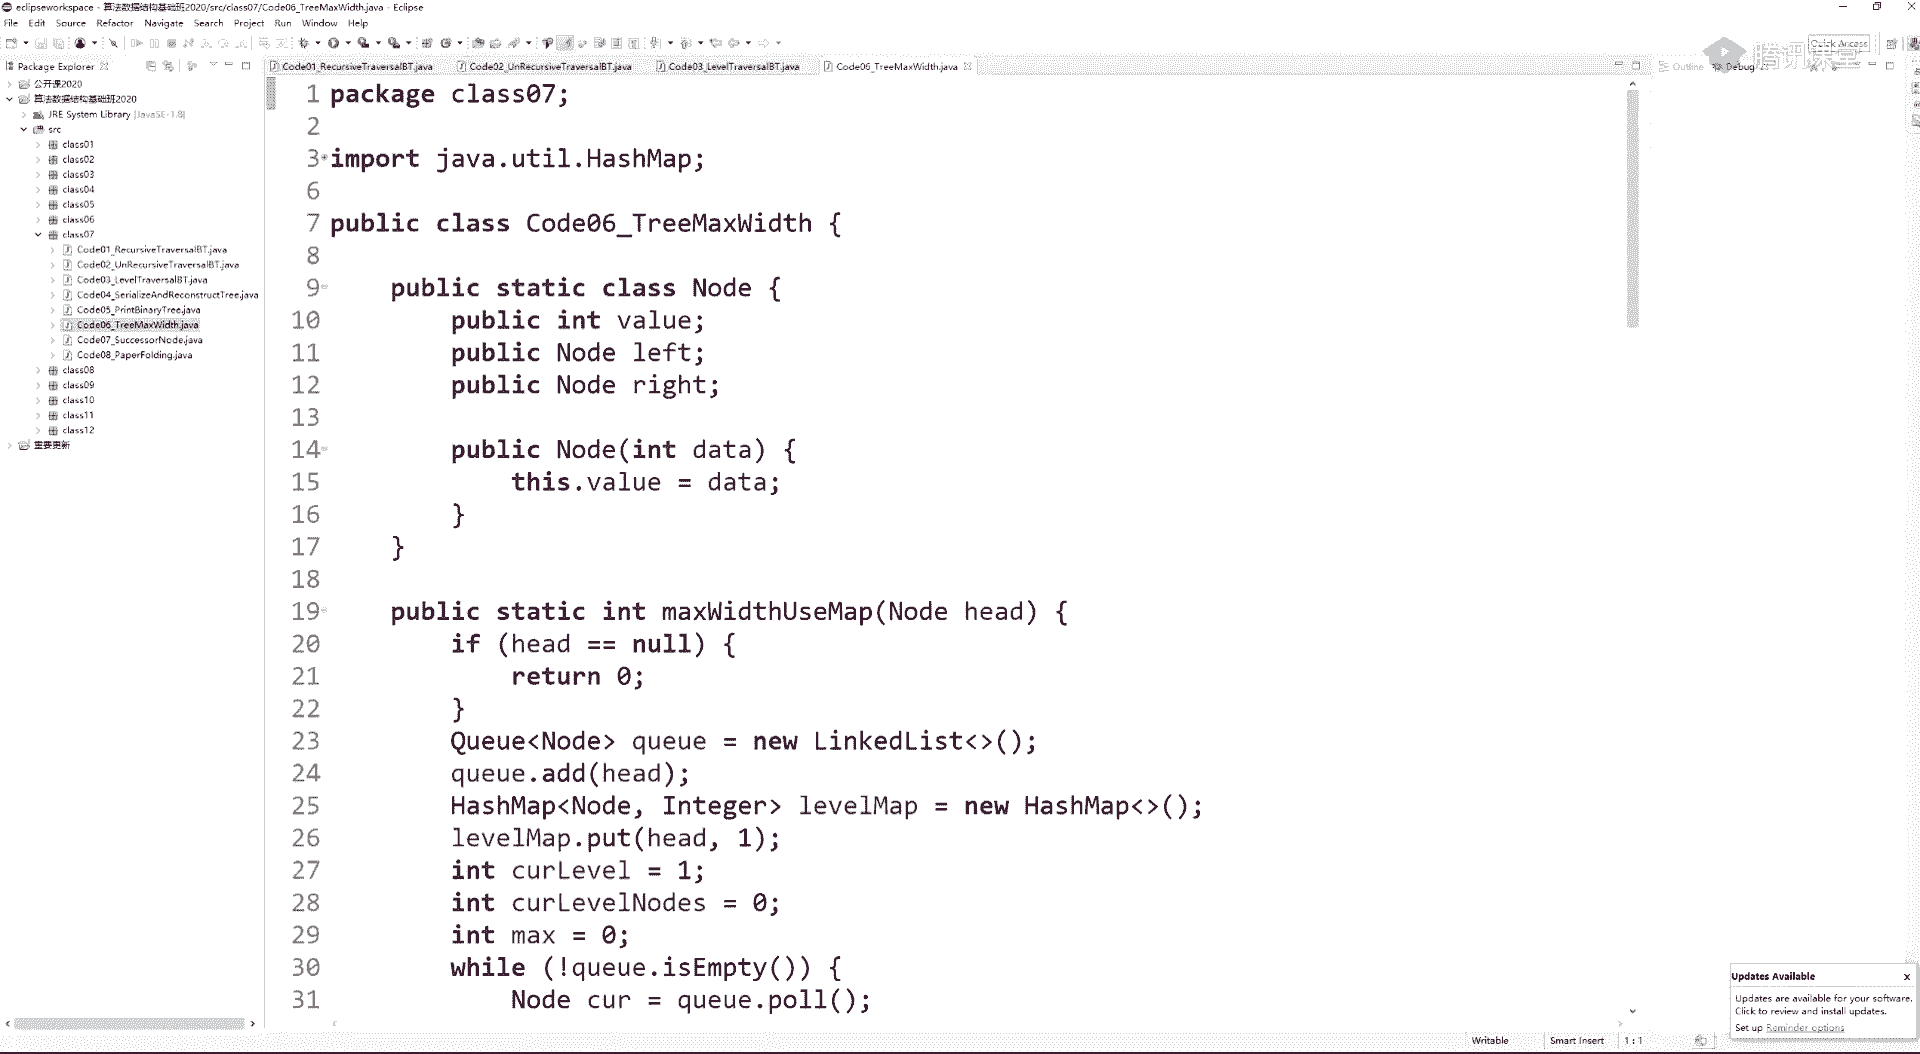 eclipseworkspace - 算法数据结构基础班2020/src/class07/Code06_TreeMaxWidth.java - Eclipse
File Edit Source Refactor Navigate Search Project Run Window Help
Quick Access
腾讯课堂
Package Explorer
Code01_RecursiveTraversalBT.java Code02_UnRecursiveTraversalBT.java Code03_LevelTraversalBT.java Code06_TreeMaxWidth.java
Outline Debug
公开课2020
算法数据结构基础班2020
JRE System Library [JavaSE-1.8]
src
class01
class02
class03
class04
class05
class06
class07
Code01_RecursiveTraversalBT.java
Code02_UnRecursiveTraversalBT.java
Code03_LevelTraversalBT.java
Code04_SerializeAndReconstructTree.java
Code05_PrintBinaryTree.java
Code06_TreeMaxWidth.java
Code07_SuccessorNode.java
Code08_PaperFolding.java
class08
class09
class10
class11
class12
重要更新
1 package class07;
2
3 import java.util.HashMap;
6
7 public class Code06_TreeMaxWidth {
8
9 public static class Node {
10 public int value;
11 public Node left;
12 public Node right;
13
14 public Node(int data) {
15 this.value = data;
16 }
17 }
18
19 public static int maxWidthUseMap(Node head) {
20 if (head == null) {
21 return 0;
22 }
23 Queue<Node> queue = new LinkedList<>();
24 queue.add(head);
25 HashMap<Node, Integer> levelMap = new HashMap<>();
26 levelMap.put(head, 1);
27 int curLevel = 1;
28 int curLevelNodes = 0;
29 int max = 0;
30 while (!queue.isEmpty()) {
31 Node cur = queue.poll();
Updates Available x
Updates are available for your software.
Click to review and install updates.
Set up Reminder options
Writable Smart Insert 1 : 1